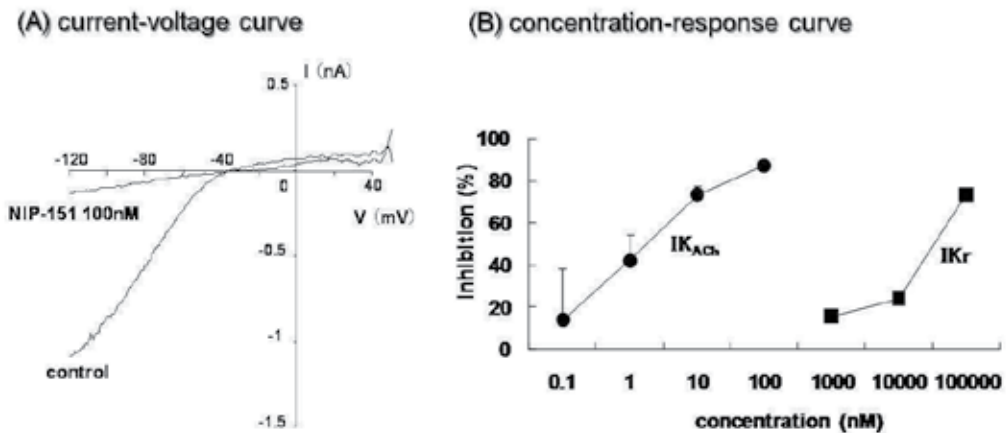 (A) current-voltage curve
I (nA)
0.5
-120
-80
-40
0
40
V (mV)
NIP-151 100nM
-0.5
-1
control
-1.5
(B) concentration-response curve
Inhibition (%)
100
80
60
40
20
0
IKACh
IKr
0.1 1 10 100 1000 10000 100000
concentration (nM)